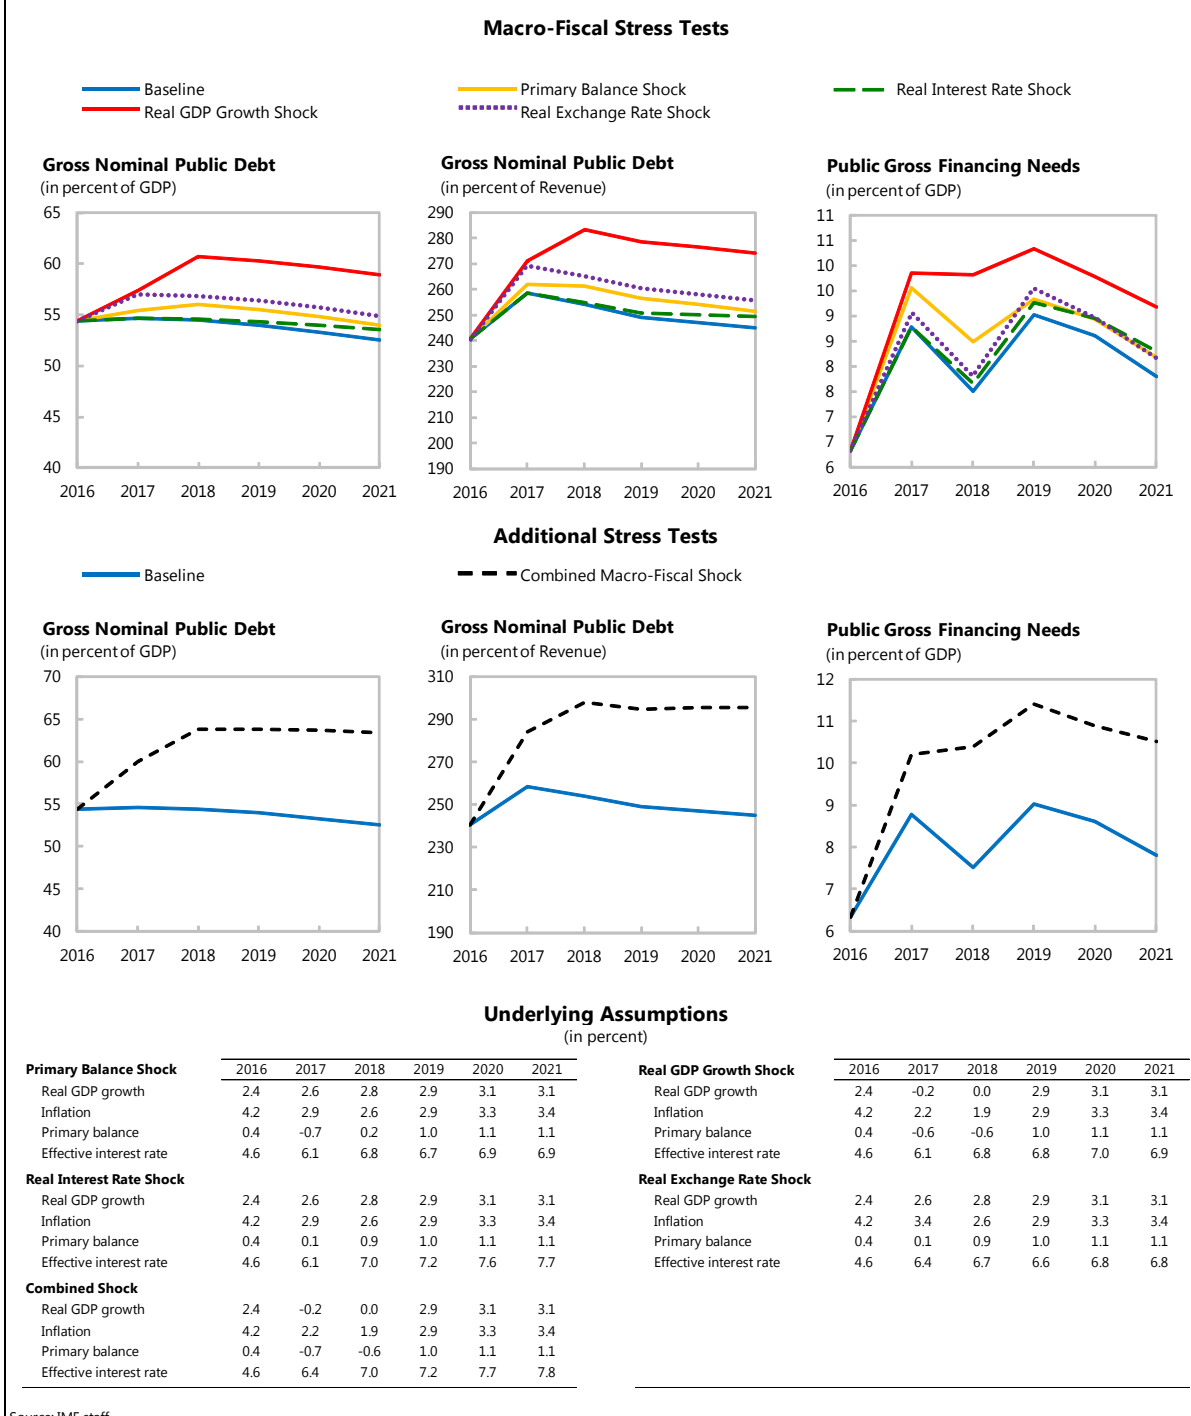 Macro-Fiscal Stress Tests
Baseline
Primary Balance Shock
Real Interest Rate Shock
Real GDP Growth Shock
Real Exchange Rate Shock
Gross Nominal Public Debt
(in percent of GDP)
65
60
55
50
45
40
2016 2017 2018 2019 2020 2021
Gross Nominal Public Debt
(in percent of Revenue)
290
280
270
260
250
240
230
220
210
200
190
2016 2017 2018 2019 2020 2021
Public Gross Financing Needs
(in percent of GDP)
11
11
10
10
9
9
8
8
7
7
6
2016 2017 2018 2019 2020 2021
Additional Stress Tests
Baseline
Combined Macro-Fiscal Shock
Gross Nominal Public Debt
(in percent of GDP)
70
65
60
55
50
45
40
2016 2017 2018 2019 2020 2021
Gross Nominal Public Debt
(in percent of Revenue)
310
290
270
250
230
210
190
2016 2017 2018 2019 2020 2021
Public Gross Financing Needs
(in percent of GDP)
12
11
10
9
8
7
6
2016 2017 2018 2019 2020 2021
Underlying Assumptions
(in percent)
Primary Balance Shock 2016 2017 2018 2019 2020 2021
Real GDP growth 2.4 2.6 2.8 2.9 3.1 3.1
Inflation 4.2 2.9 2.6 2.9 3.3 3.4
Primary balance 0.4 -0.7 0.2 1.0 1.1 1.1
Effective interest rate 4.6 6.1 6.8 6.7 6.9 6.9
Real Interest Rate Shock
Real GDP growth 2.4 2.6 2.8 2.9 3.1 3.1
Inflation 4.2 2.9 2.6 2.9 3.3 3.4
Primary balance 0.4 0.1 0.9 1.0 1.1 1.1
Effective interest rate 4.6 6.1 7.0 7.2 7.6 7.7
Combined Shock
Real GDP growth 2.4 -0.2 0.0 2.9 3.1 3.1
Inflation 4.2 2.2 1.9 2.9 3.3 3.4
Primary balance 0.4 -0.7 -0.6 1.0 1.1 1.1
Effective interest rate 4.6 6.4 7.0 7.2 7.7 7.8
Real GDP Growth Shock 2016 2017 2018 2019 2020 2021
Real GDP growth 2.4 -0.2 0.0 2.9 3.1 3.1
Inflation 4.2 2.2 1.9 2.9 3.3 3.4
Primary balance 0.4 -0.6 -0.6 1.0 1.1 1.1
Effective interest rate 4.6 6.1 6.8 6.8 7.0 6.9
Real Exchange Rate Shock
Real GDP growth 2.4 2.6 2.8 2.9 3.1 3.1
Inflation 4.2 3.4 2.6 2.9 3.3 3.4
Primary balance 0.4 0.1 0.9 1.0 1.1 1.1
Effective interest rate 4.6 6.4 6.7 6.6 6.8 6.8
Source: IMF staff